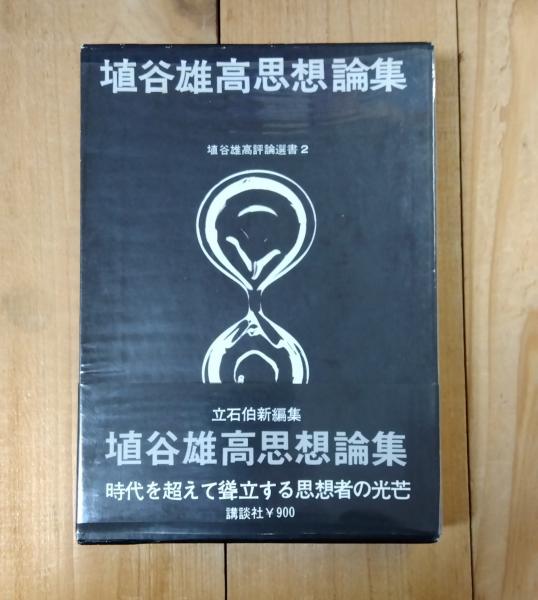 埴谷雄高思想論集
埴谷雄高評論選書2
立石伯新編集
埴谷雄高思想論集
時代を超えて聳立する思想者の光芒
講談社¥900